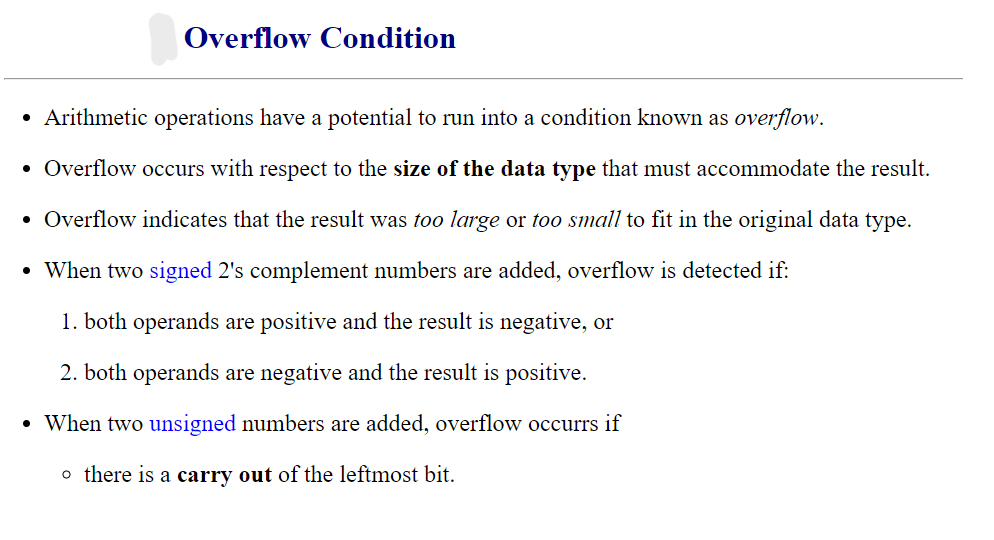 Overflow Condition
• Arithmetic operations have a potential to run into a condition known as overflow.
• Overflow occurs with respect to the size of the data type that must accommodate the result.
• Overflow indicates that the result was too large or too small to fit in the original data type.
• When two signed 2's complement numbers are added, overflow is detected if:
1. both operands are positive and the result is negative, or
2. both operands are negative and the result is positive.
• When two unsigned numbers are added, overflow occurrs if
◦ there is a carry out of the leftmost bit.